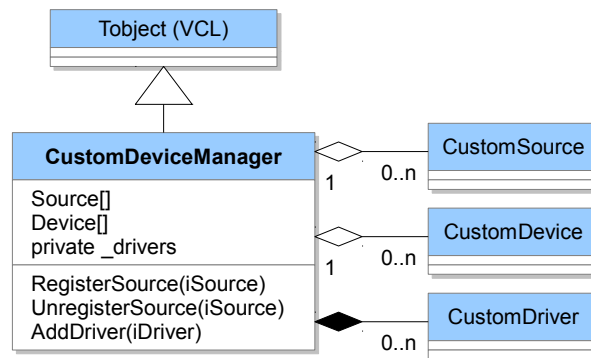 Tobject (VCL)
CustomDeviceManager
Source[]
Device[]
private _drivers
RegisterSource(iSource)
UnregisterSource(iSource)
AddDriver(iDriver)
1
0..n
CustomSource
1
0..n
CustomDevice
0..n
CustomDriver